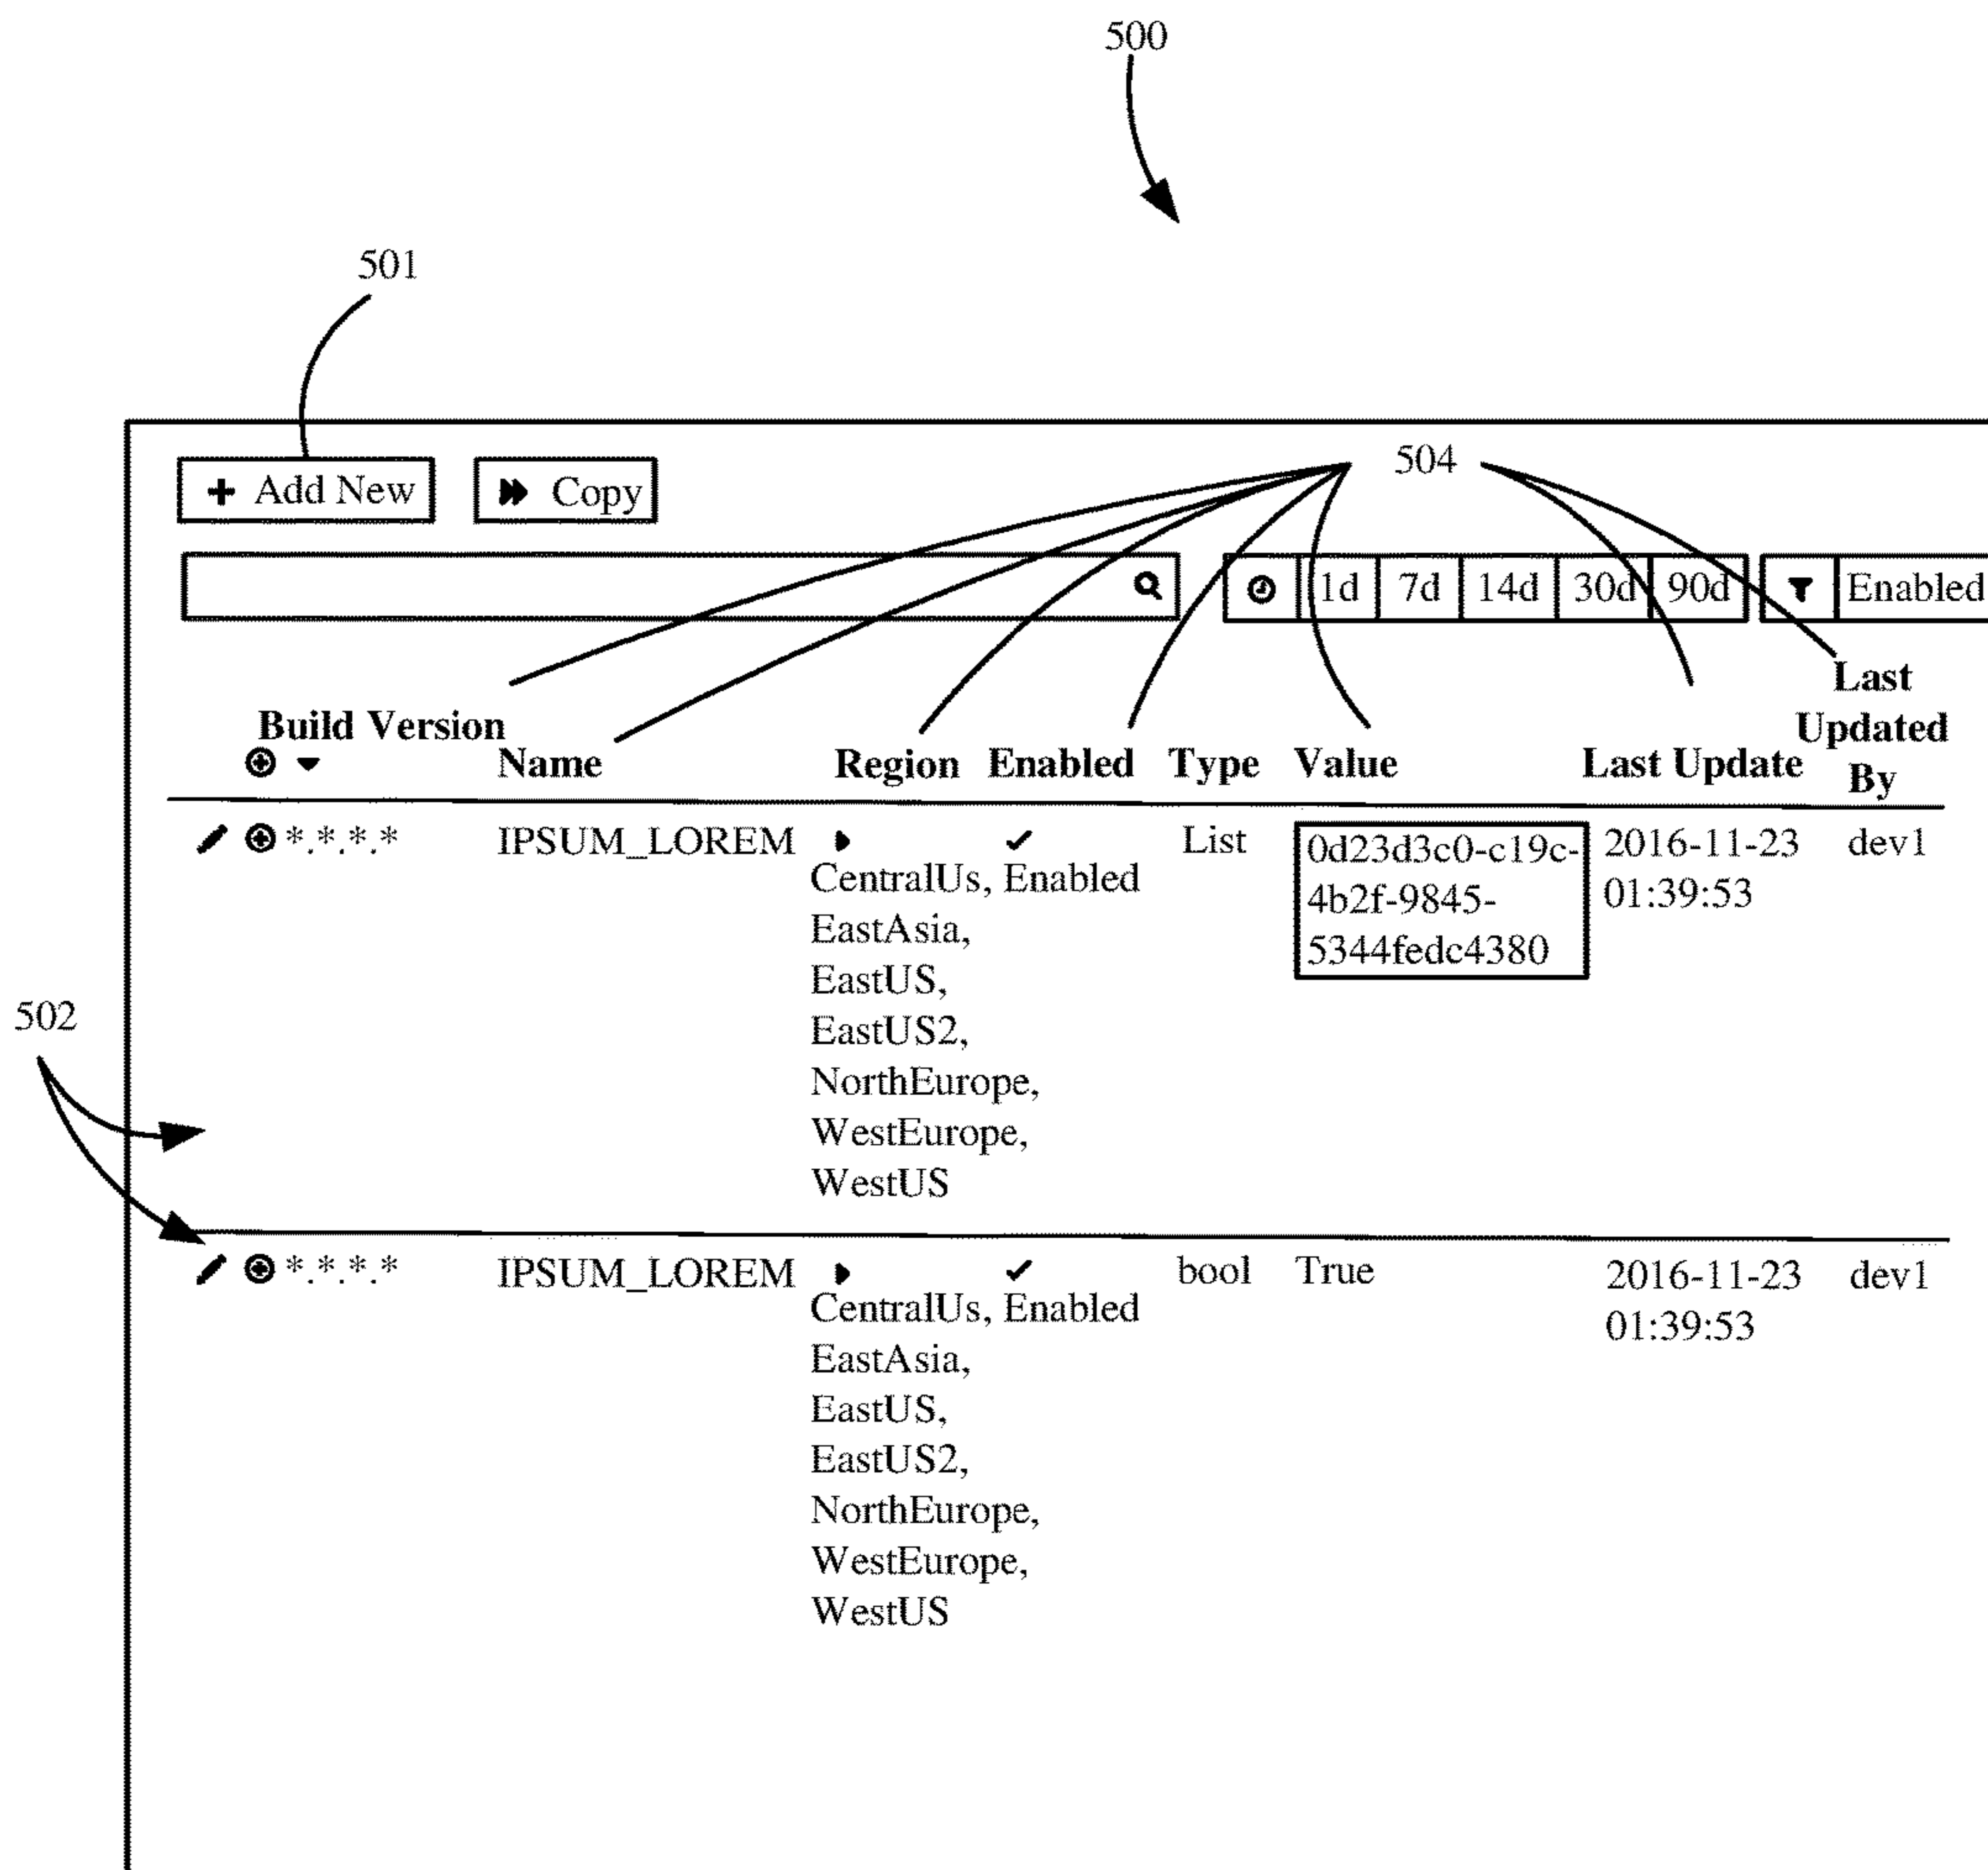 500
501
+ Add New
Copy
504
1d 7d 14d 30d 90d Enabled
Build Version
Name Region Enabled Type Value Last Update
Last
Updated
By
*.*.*.* IPSUM_LOREM List 0d23d3c0-c19c- 2016-11-23 dev1
CentralUs, Enabled 4b2f-9845- 01:39:53
EastAsia, 5344fedc4380
EastUS,
EastUS2,
NorthEurope,
WestEurope,
WestUS
502
*.*.*.* IPSUM_LOREM bool True 2016-11-23 dev1
CentralUs, Enabled 01:39:53
EastAsia,
EastUS,
EastUS2,
NorthEurope,
WestEurope,
WestUS